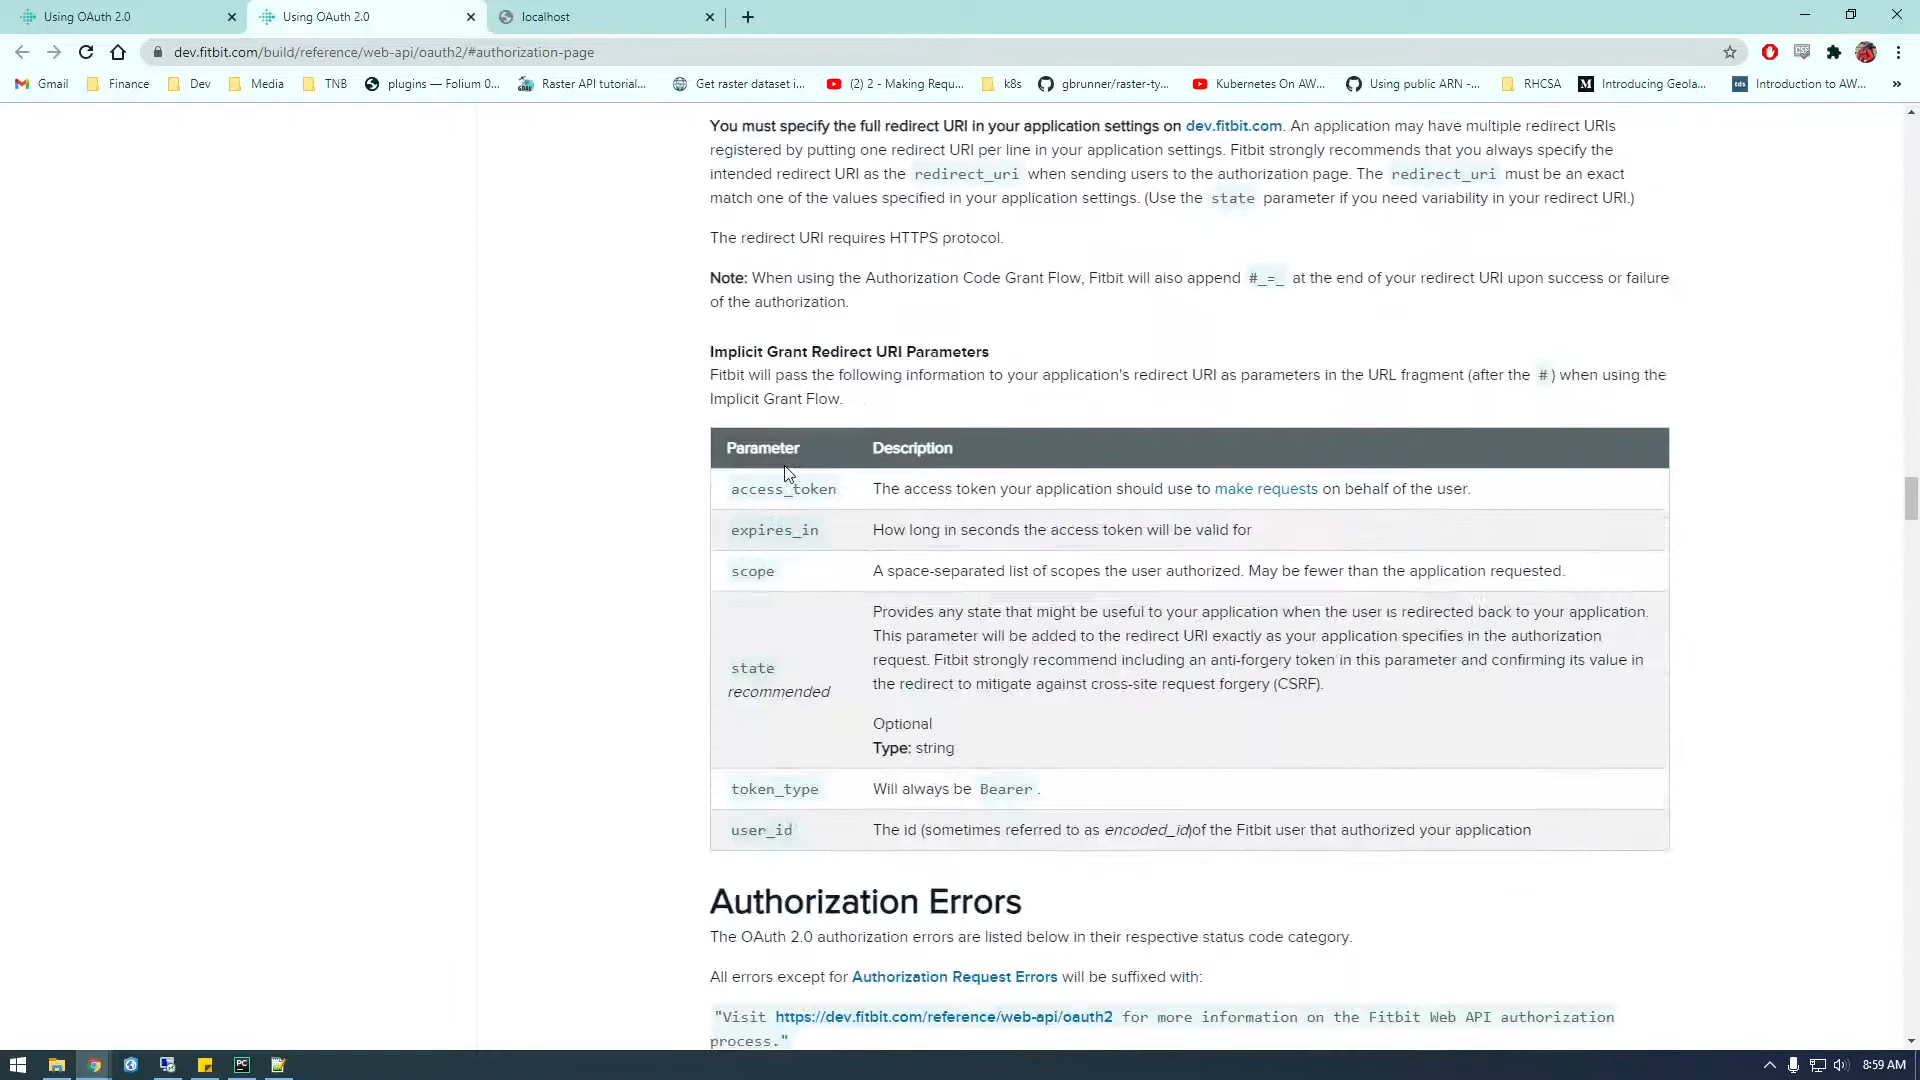 Using OAuth 2.0
Using OAuth 2.0
localhost
dev.fitbit.com/build/reference/web-api/oauth2/#authorization-page
Gmail
Finance
Dev
Media
TNB
plugins — Folium 0...
Raster API tutorial...
Get raster dataset i...
(2) 2 - Making Requ...
k8s
gbrunner/raster-ty...
Kubernetes On AW...
Using public ARN -...
RHCSA
Introducing Geola...
Introduction to AW...
»
You must specify the full redirect URI in your application settings on dev.fitbit.com. An application may have multiple redirect URIs
registered by putting one redirect URI per line in your application settings. Fitbit strongly recommends that you always specify the
intended redirect URI as the redirect_uri when sending users to the authorization page. The redirect_uri must be an exact
match one of the values specified in your application settings. (Use the state parameter if you need variability in your redirect URI.)
The redirect URI requires HTTPS protocol.
Note: When using the Authorization Code Grant Flow, Fitbit will also append #_=_ at the end of your redirect URI upon success or failure
of the authorization.
Implicit Grant Redirect URI Parameters
Fitbit will pass the following information to your application's redirect URI as parameters in the URL fragment (after the #) when using the
Implicit Grant Flow.
Parameter Description
access_token The access token your application should use to make requests on behalf of the user.
expires_in How long in seconds the access token will be valid for
scope A space-separated list of scopes the user authorized. May be fewer than the application requested.
Provides any state that might be useful to your application when the user is redirected back to your application.
This parameter will be added to the redirect URI exactly as your application specifies in the authorization
request. Fitbit strongly recommend including an anti-forgery token in this parameter and confirming its value in
the redirect to mitigate against cross-site request forgery (CSRF).
state
recommended
Optional
Type: string
token_type Will always be Bearer.
user_id The id (sometimes referred to as encoded_id)of the Fitbit user that authorized your application
Authorization Errors
The OAuth 2.0 authorization errors are listed below in their respective status code category.
All errors except for Authorization Request Errors will be suffixed with:
"Visit https://dev.fitbit.com/reference/web-api/oauth2 for more information on the Fitbit Web API authorization
process."
8:59 AM